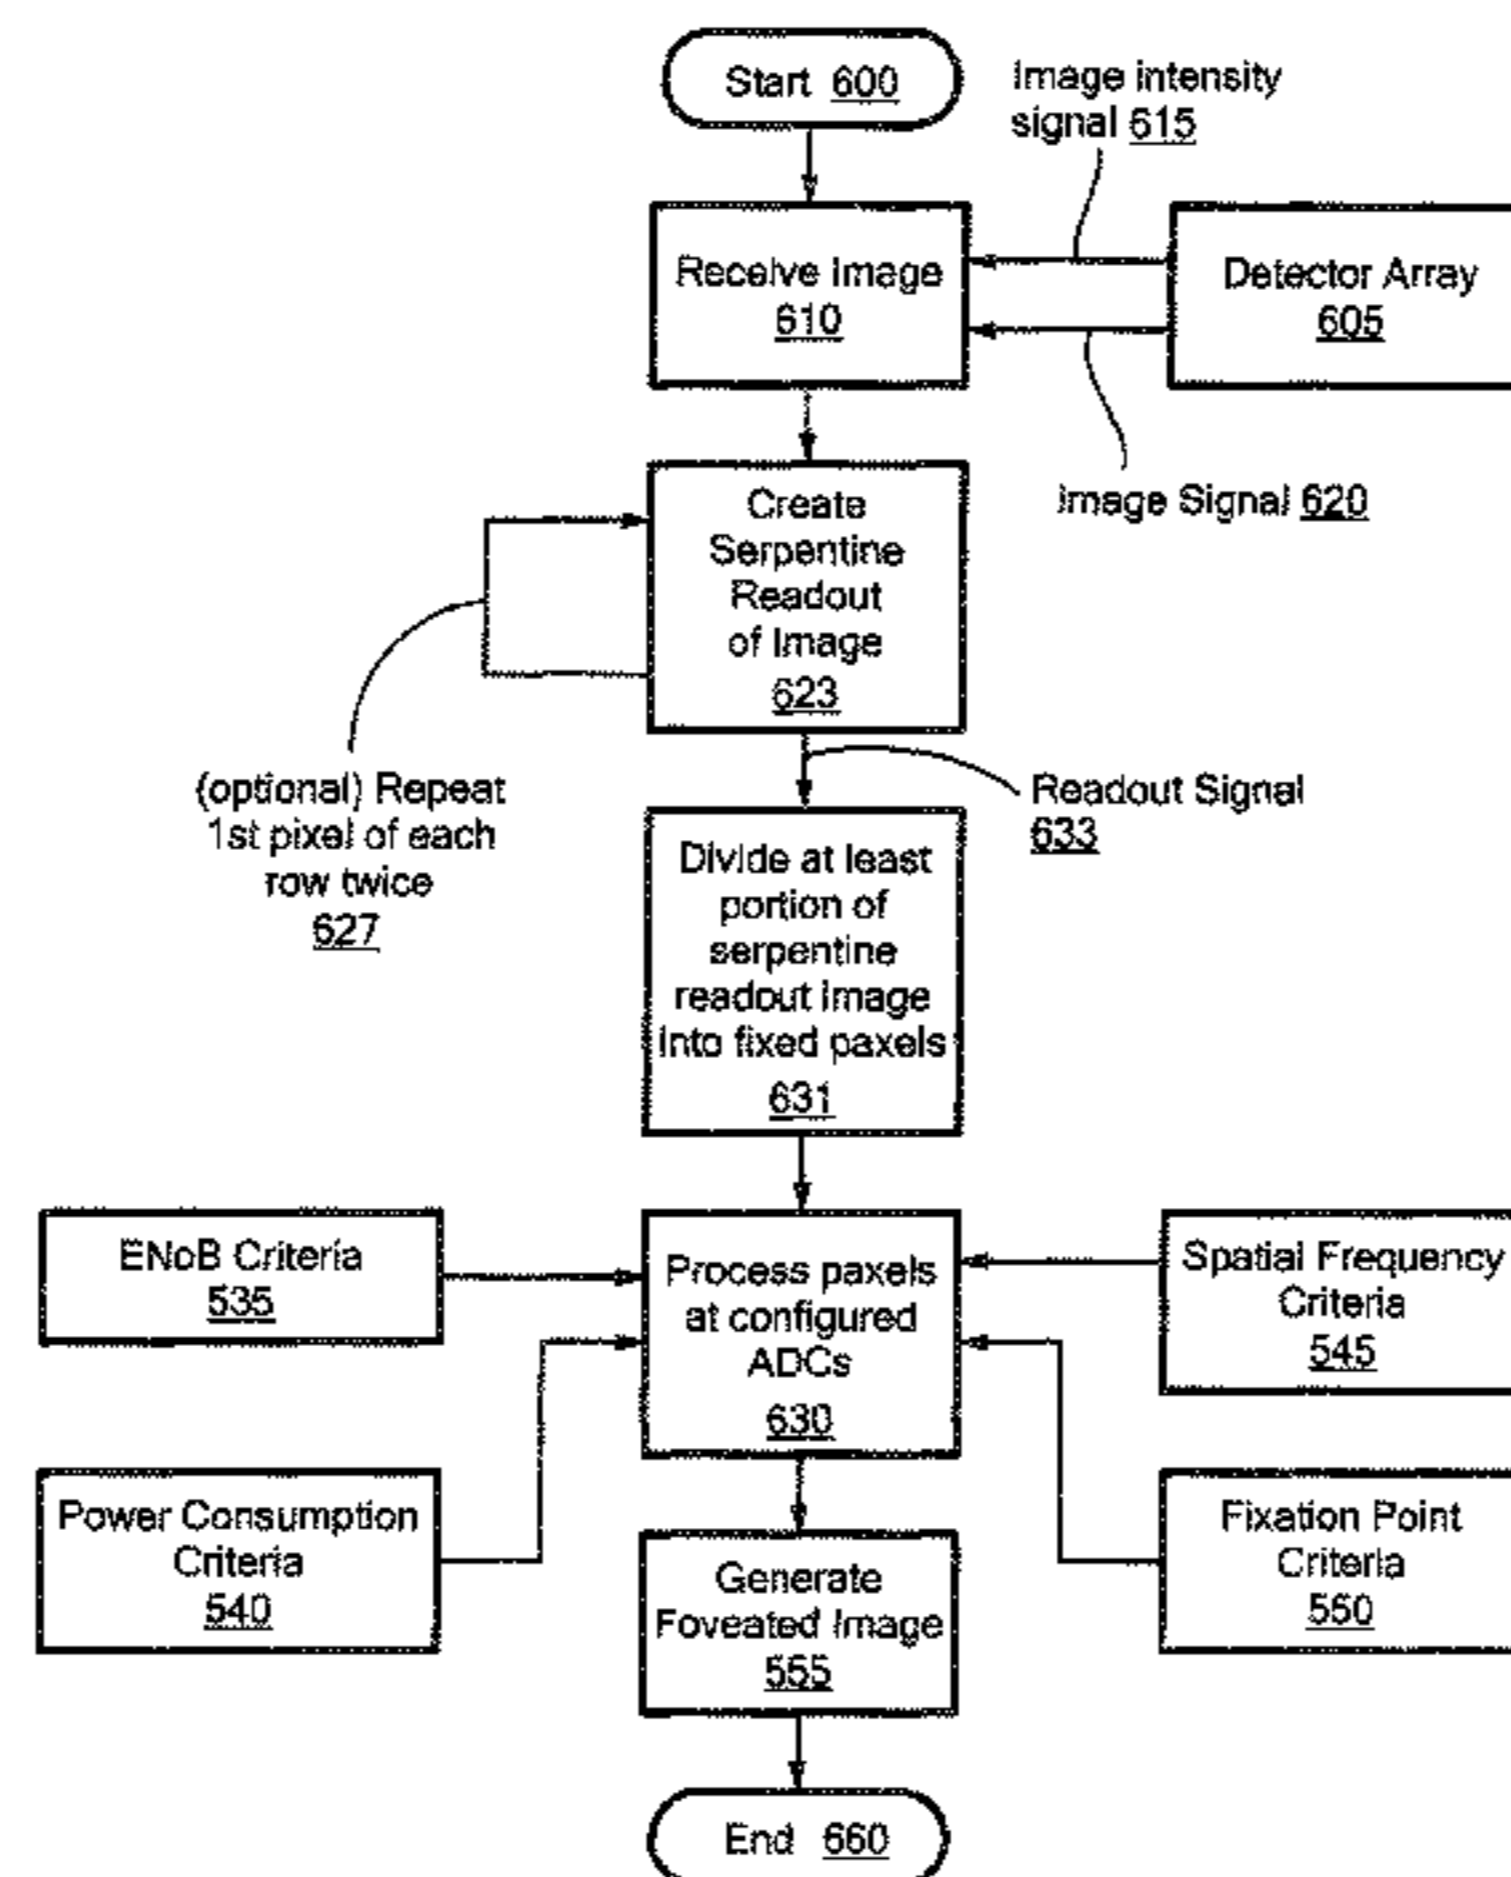 Start 600
Image intensity
signal 615
Receive Image
610
Detector Array
605
Image Signal 620
Create
Serpentine
Readout
of Image
623
(optional) Repeat
1st pixel of each
row twice
627
Readout Signal
633
Divide at least
portion of
serpentine
readout image
into fixed paxels
631
ENoB Criteria
535
Process paxels
at configured
ADCs
630
Spatial Frequency
Criteria
545
Power Consumption
Criteria
540
Fixation Point
Criteria
550
Generate
Foveated Image
555
End 660